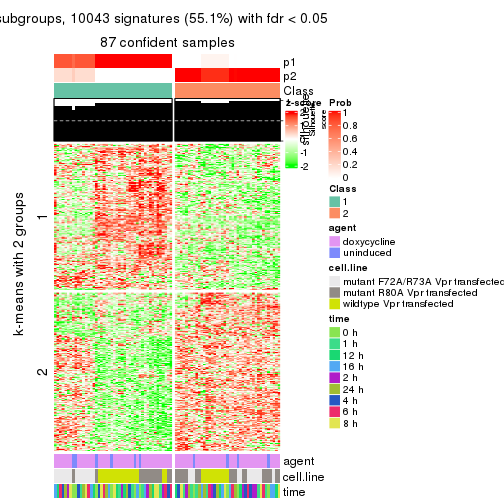 subgroups, 10043 signatures (55.1%) with fdr < 0.05
87 confident samples
p1
p2
Class
silhouette
score
z-score
2
1
0
-1
-2
Prob
1
0.8
0.6
0.4
0.2
0
Class
1
2
agent
doxycycline
uninduced
cell.line
mutant F72A/R73A Vpr transfected
mutant R80A Vpr transfected
wildtype Vpr transfected
time
0 h
1 h
12 h
16 h
2 h
24 h
4 h
6 h
8 h
k-means with 2 groups
1
2
agent
cell.line
time